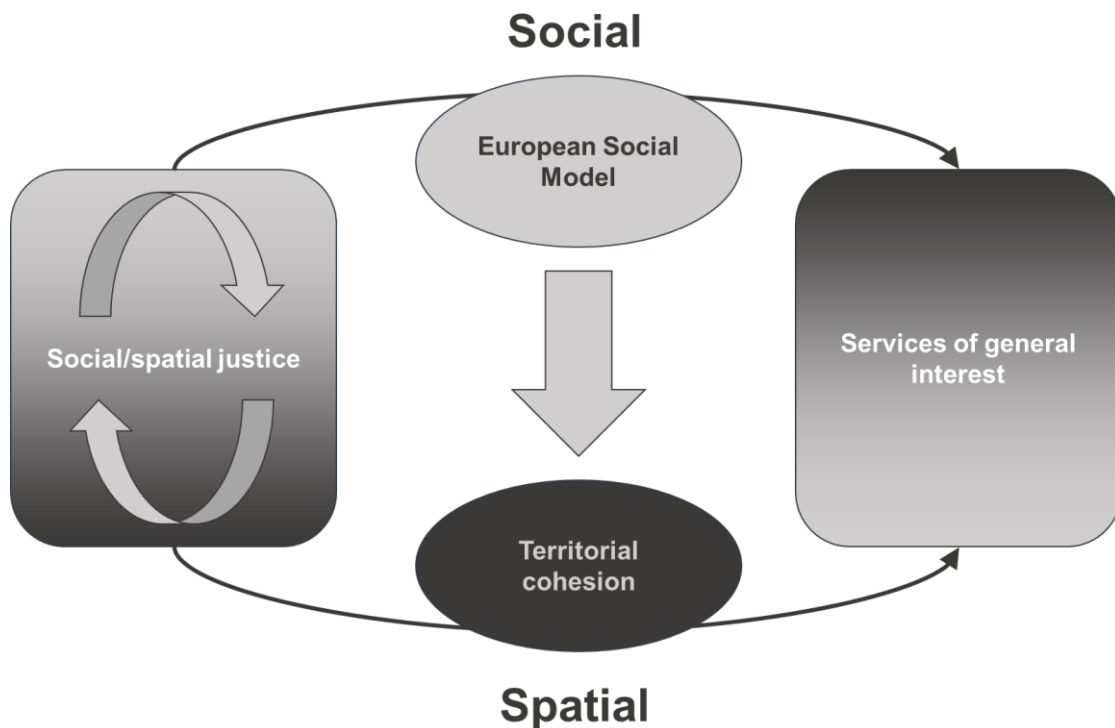 Social
European Social
Model
Social/spatial justice
Services of general
interest
Territorial
cohesion
Spatial